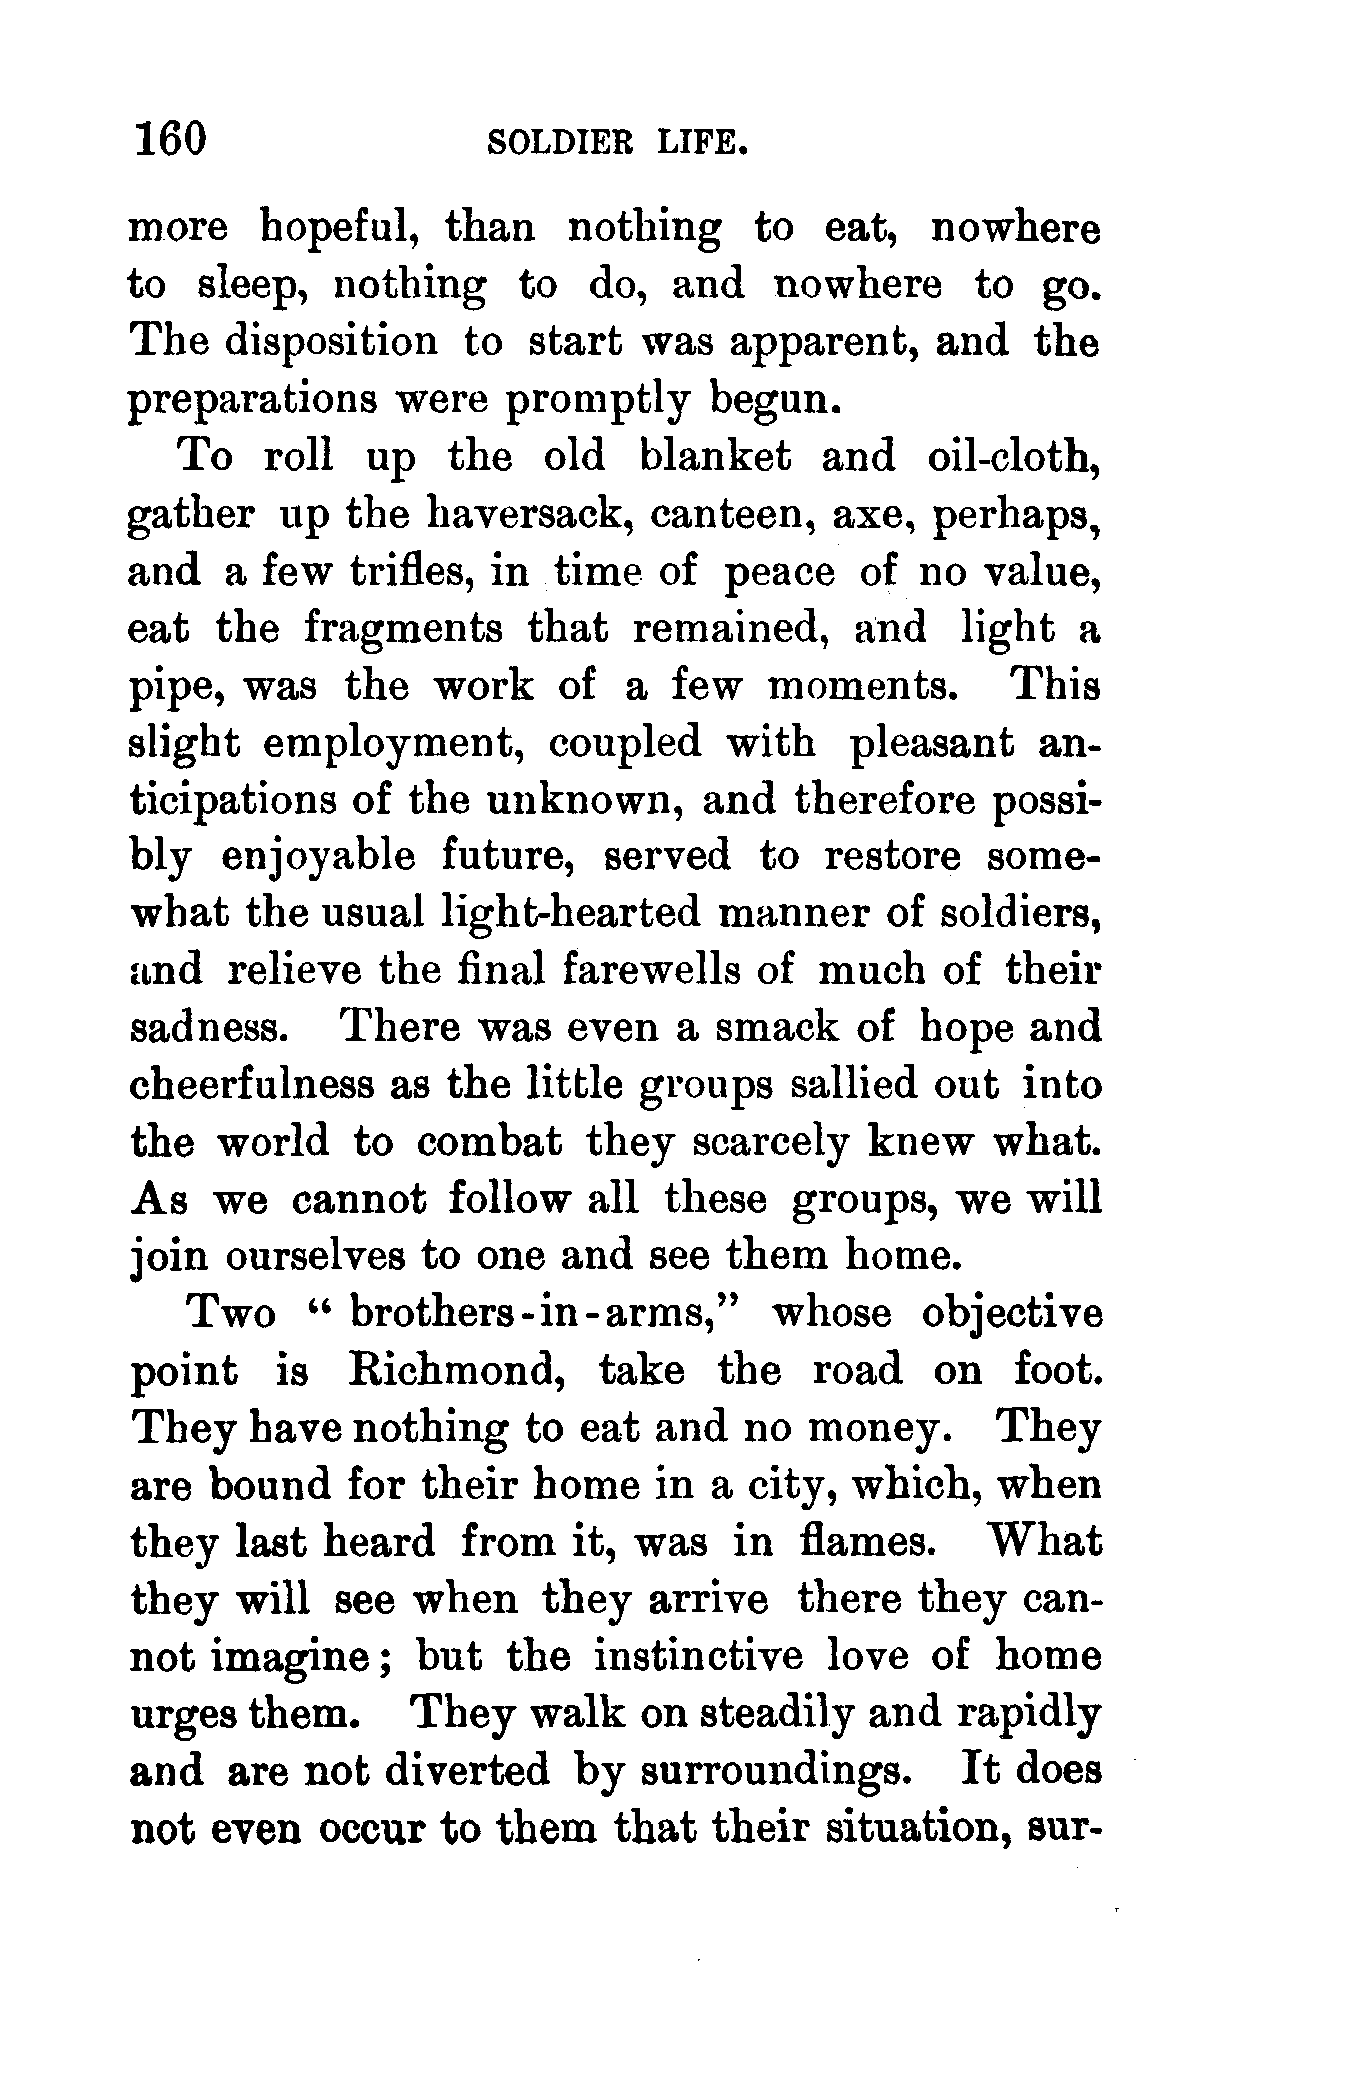 160 SOLDIER LIFE.
more hopeful, than nothing to eat, nowhere
to sleep, nothing to do, and nowhere to go.
The disposition to start was apparent, and the
preparations were promptly begun.
To roll up the old blanket and oil-cloth,
gather up the haversack, canteen, axe, perhaps,
and a few trifles, in time of peace of no value,
eat the fragments that remained, and light a
pipe, was the work of a few moments. This
slight employment, coupled with pleasant an-
ticipations of the unknown, and therefore possi-
bly enjoyable future, served to restore some-
what the usual light-hearted manner of soldiers,
and relieve the final farewells of much of their
sadness. There was even a smack of hope and
cheerfulness as the little groups sallied out into
the world to combat they scarcely knew what.
As we cannot follow all these groups, we will
join ourselves to one and see them home.
Two “ brothers-in-arms,” whose objective
point is Richmond, take the road on foot.
They have nothing to eat and no money. They
are bound for their home in a city, which, when
they last heard from it, was in flames. What
they will see when they arrive there they can-
not imagine; but the instinctive love of home
urges them. They walk on steadily and rapidly
and are not diverted by surroundings. It does
not even occur to them that their situation, sur-